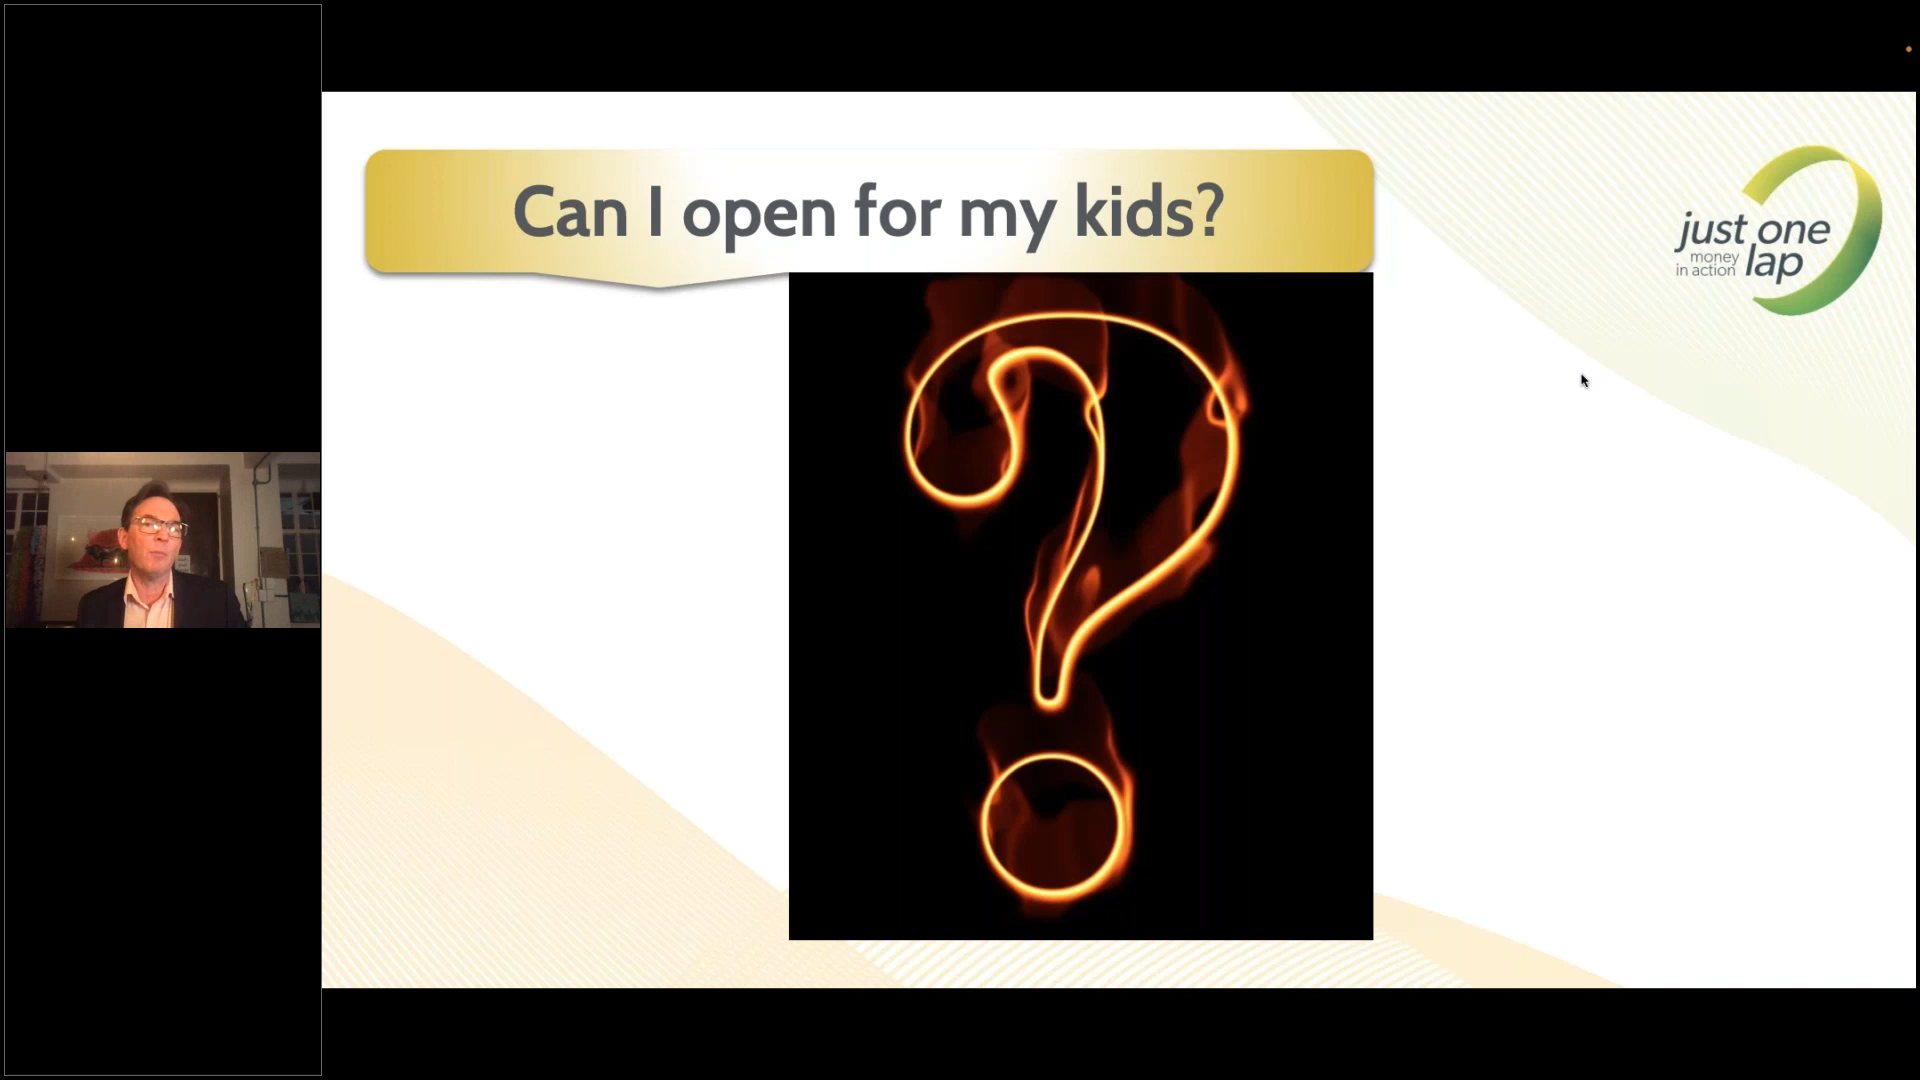 Can I open for my kids?
just one
money
in action
lap